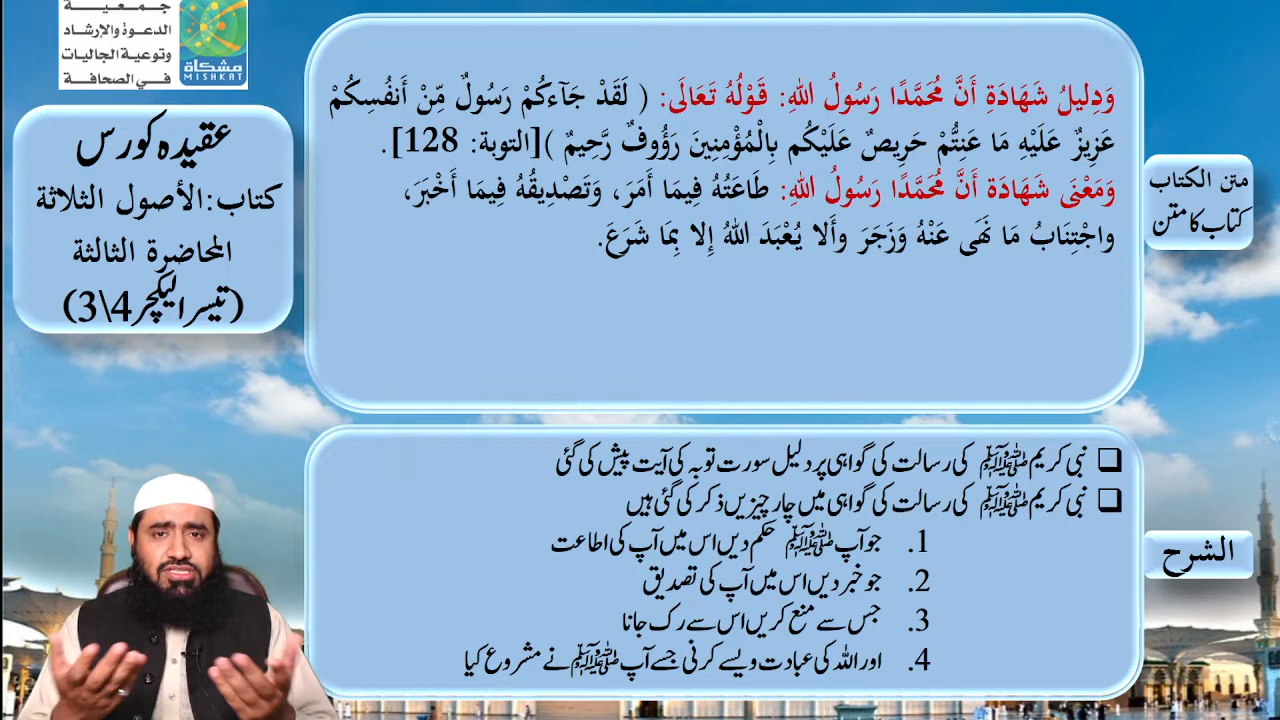 جمعية
الدعوة والإرشاد
وتوعية الجاليات
في الصحافة
مشكاة
MISHKAT
عقیدہ کورس
كتاب:الأصول الثلاثة
المحاضرة الثالثة
(تیسرا لیکچر 4\3)
وَدِلِيلُ شَهَادَةِ أَنَّ مُحَمَّدًا رَسُولُ اللهِ: قَوْلُهُ تَعَالَى: ( لَقَدْ جَآءكُمْ رَسُولٌ مِّنْ أَنفُسِكُمْ
عَزِيزٌ عَلَيْهِ مَا عَنِتُّمْ حَرِيصٌ عَلَيْكُم بِالْمُؤْمِنِينَ رَؤُوفٌ رَّحِيمٌ )[التوبة: 128].
وَمَعْنَى شَهَادَة أَنَّ مُحَمَّدًا رَسُولُ اللهِ: طَاعَتُهُ فِيمَا أَمَرَ، وَتَصْدِيقُهُ فِيمَا أَخْبَرَ،
واجْتِنَابُ مَا نَهَى عَنْهُ وَزَجَرَ وأَلا يُعْبَدَ اللهُ إِلا بِمَا شَرَعَ.
متن الكتاب
کتاب کا متن
❑ نبی کریم ﷺ کی رسالت کی گواہی پر دلیل سورت توبہ کی آیت پیش کی گئی
❑ نبی کریم ﷺ کی رسالت کی گواہی میں چار چیزیں ذکر کی گئی ہیں
1. جو آپ ﷺ حکم دیں اس میں آپ کی اطاعت
2. جو خبر دیں اس میں آپ کی تصدیق
3. جس سے منع کریں اس سے رک جانا
4. اور اللہ کی عبادت ویسے کرنی جسے آپ ﷺ نے مشروع کیا
الشرح